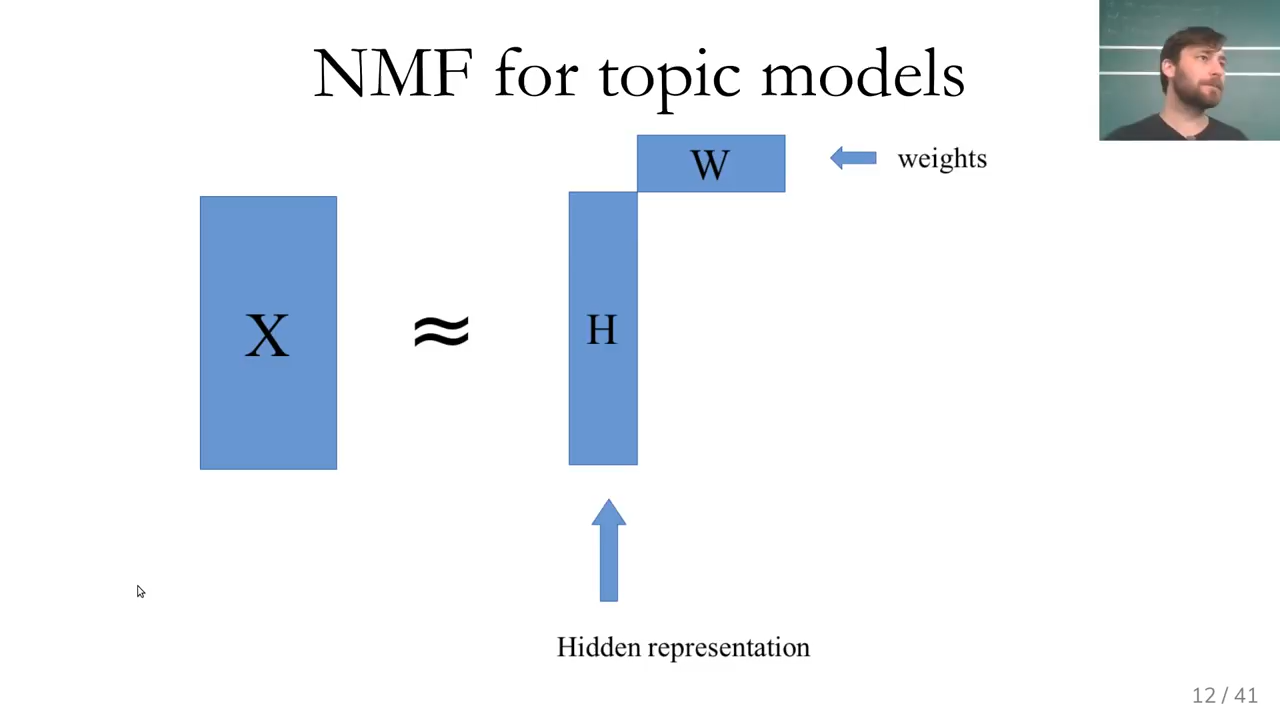 NMF for topic models
W
weights
X
≈
H
Hidden representation
12 / 41